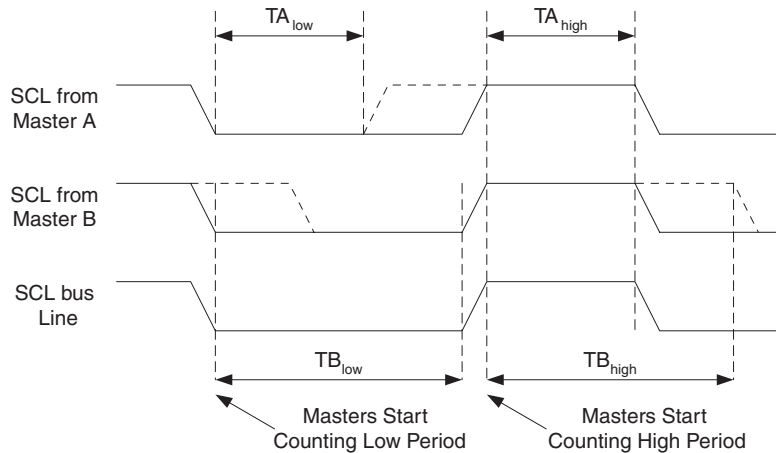 TA low
TA high
SCL from
Master A
SCL from
Master B
SCL bus
Line
TB low
TB high
Masters Start
Counting Low Period
Masters Start
Counting High Period